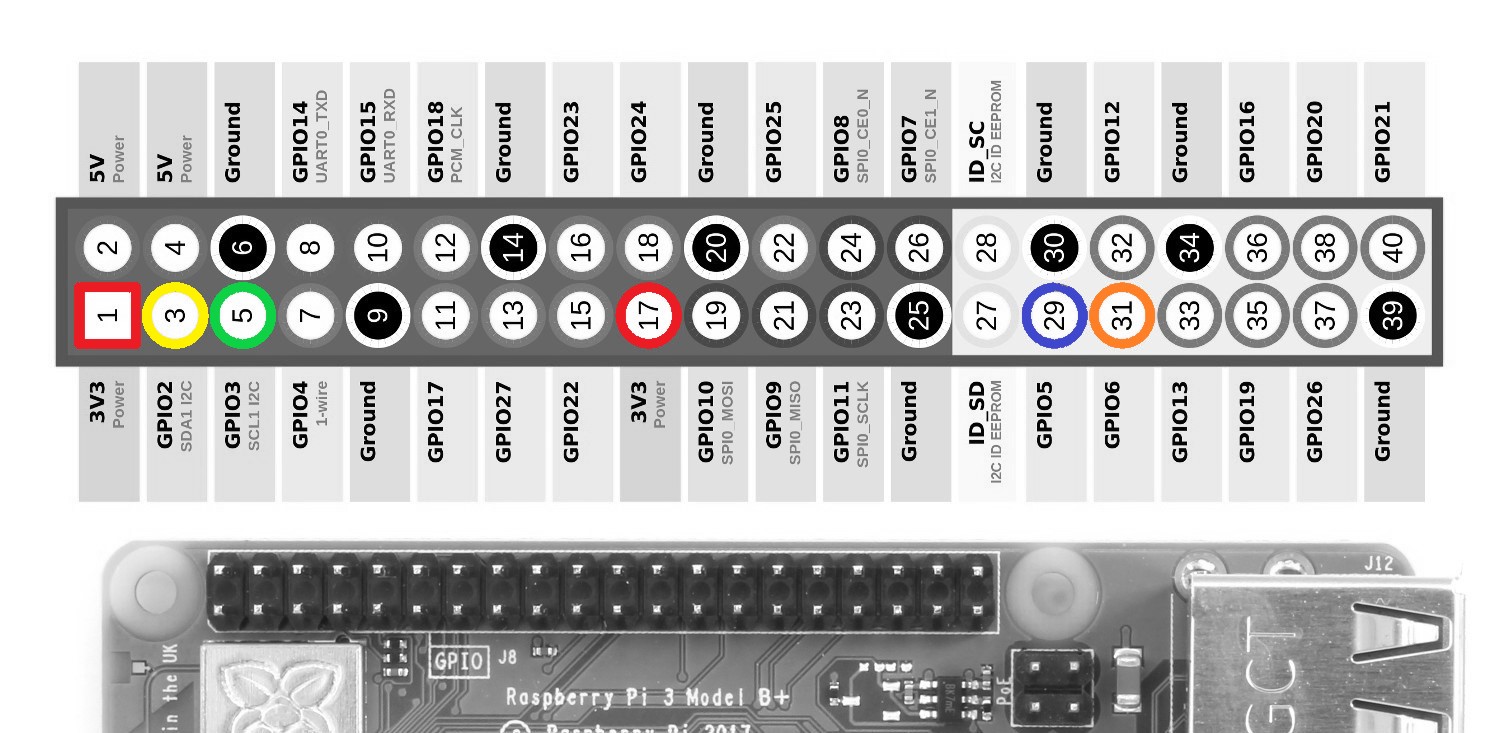 5V
Power
5V
Power
Ground
GPIO14
UART0_TXD
GPIO15
UART0_RXD
GPIO18
PCM_CLK
Ground
GPIO23
GPIO24
Ground
GPIO25
GPIO8
SPI0_CE0_N
GPIO7
SPI0_CE1_N
ID_SC
I2C ID EEPROM
Ground
GPIO12
Ground
GPIO16
GPIO20
GPIO21
2 4 6 8 10 12 14 16 18 20 22 24 26 28 30 32 34 36 38 40
1 3 5 7 9 11 13 15 17 19 21 23 25 27 29 31 33 35 37 39
3V3
Power
GPIO2
SDA1 I2C
GPIO3
SCL1 I2C
GPIO4
1-wire
Ground
GPIO17
GPIO27
GPIO22
3V3
Power
GPIO10
SPI0_MOSI
GPIO9
SPI0_MISO
GPIO11
SPI0_SCLK
Ground
ID_SD
I2C ID EEPROM
GPIO5
GPIO6
GPIO13
GPIO19
GPIO26
Ground
J12
in the UK
GPIO J8
PoE
Raspberry Pi 3 Model B+
© Raspberry Pi 2017
GCT